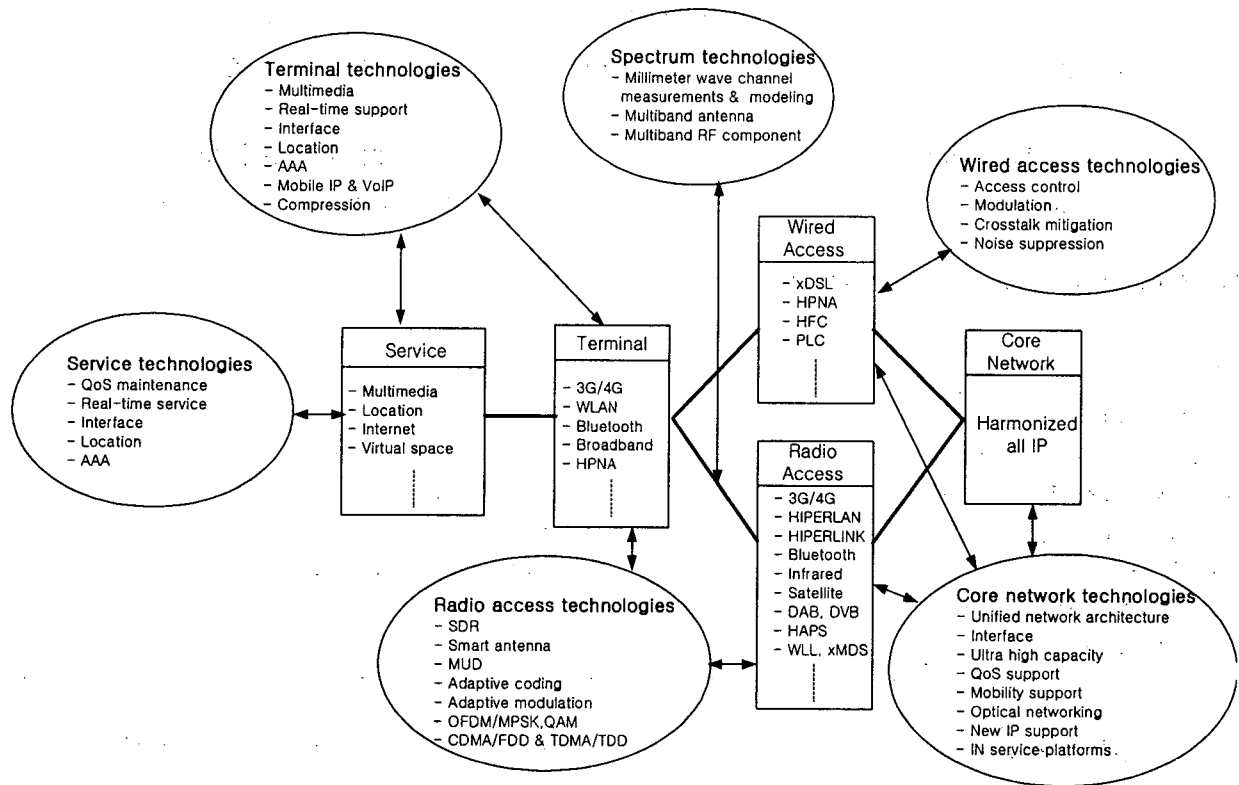 Terminal technologies
- Multimedia
- Real-time support
- Interface
- Location
- AAA
- Mobile IP & VoIP
- Compression
Spectrum technologies
- Millimeter wave channel
measurements & modeling
- Multiband antenna
- Multiband RF component
Wired access technologies
- Access control
- Modulation
- Crosstalk mitigation
- Noise suppression
Service technologies
- QoS maintenance
- Real-time service
- Interface
- Location
- AAA
Service
- Multimedia
- Location
- Internet
- Virtual space
Terminal
- 3G/4G
- WLAN
- Bluetooth
- Broadband
- HPNA
Wired
Access
- xDSL
- HPNA
- HFC
- PLC
Radio
Access
- 3G/4G
- HIPERLAN
- HIPERLINK
- Bluetooth
- Infrared
- Satellite
- DAB, DVB
- HAPS
- WLL, xMDS
Core
Network
Harmonized
all IP
Radio access technologies
- SDR
- Smart antenna
- MUD
- Adaptive coding
- Adaptive modulation
- OFDM/MPSK,QAM
- CDMA/FDD & TDMA/TDD
Core network technologies
- Unified network architecture
- Interface
- Ultra high capacity
- QoS support
- Mobility support
- Optical networking
- New IP support
- IN service-platforms